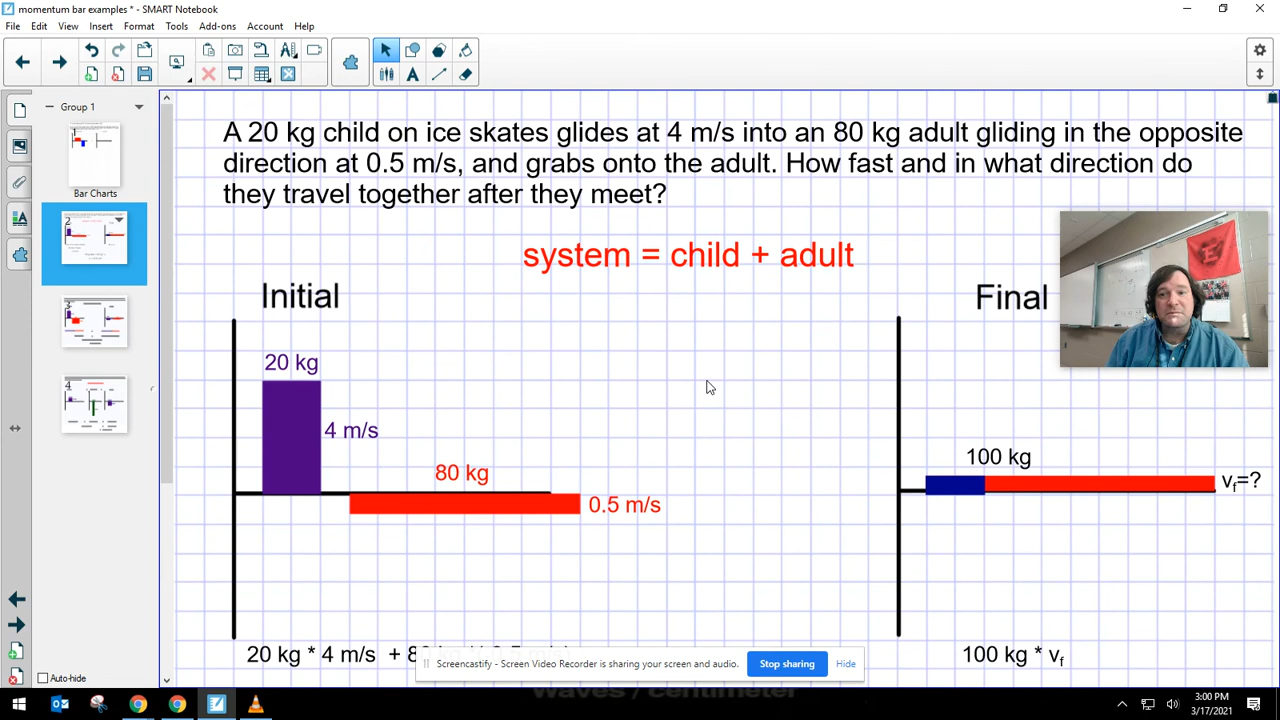 momentum bar examples * - SMART Notebook
File Edit View Insert Format Tools Add-ons Account Help
Group 1
Bar Charts
2
3
4
A 20 kg child on ice skates glides at 4 m/s into an 80 kg adult gliding in the opposite
direction at 0.5 m/s, and grabs onto the adult. How fast and in what direction do
they travel together after they meet?
system = child + adult
Initial
Final
20 kg
4 m/s
80 kg
0.5 m/s
100 kg
vf=?
20 kg * 4 m/s + 8
100 kg * vf
Screencastify - Screen Video Recorder is sharing your screen and audio.
Stop sharing
Hide
Waves / centimeter
Auto-hide
3:00 PM
3/17/2021